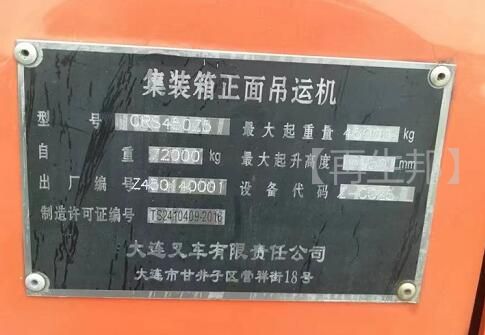 集装箱正面吊运机
型号 CRS450Z5 最大起重量 45000 kg
自重 72000 kg 最大起升高度 mm
出厂编号 Z450140001 设备代码
制造许可证编号 TS2410409-2016
大连叉车有限责任公司
大连市甘井子区营祥街18号
【再生邦】